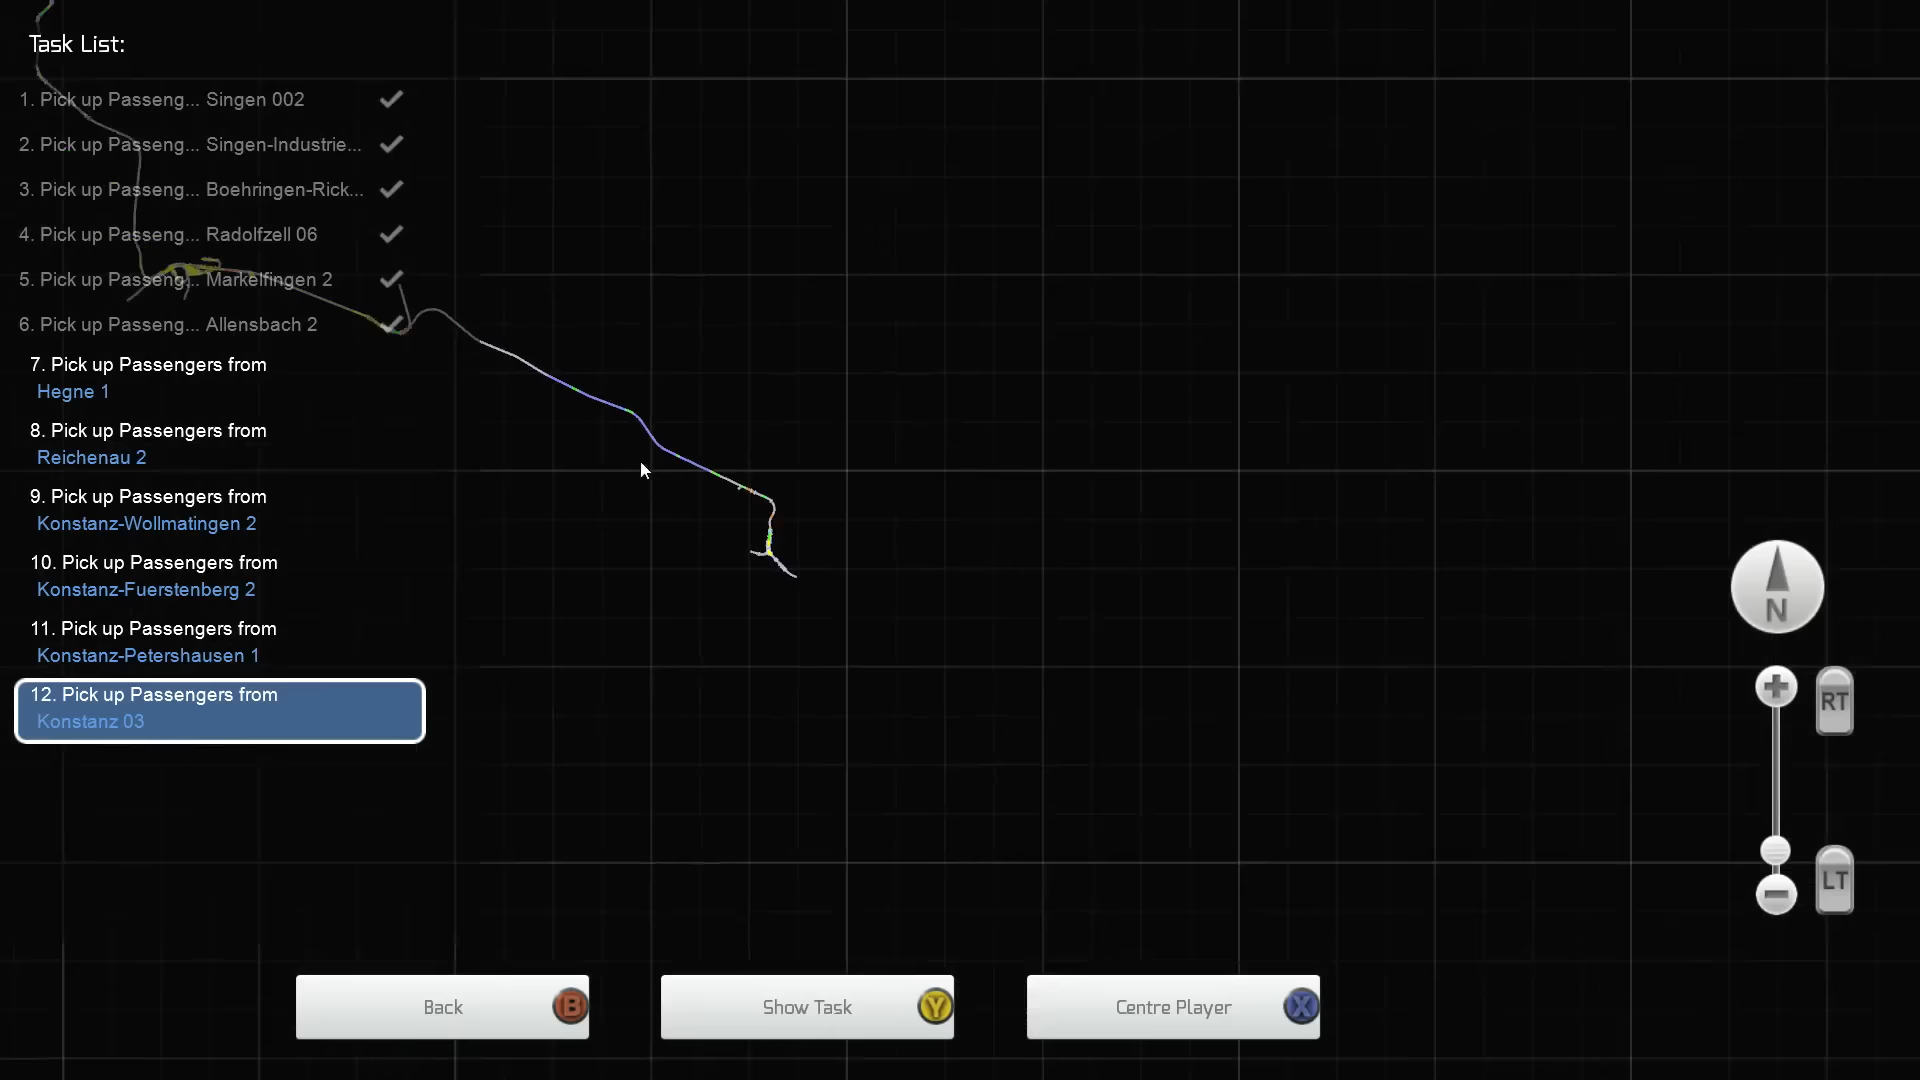 Task List:
1. Pick up Passeng... Singen 002
2. Pick up Passeng... Singen-Industrie...
3. Pick up Passeng... Boehringen-Rick...
4. Pick up Passeng... Radolfzell 06
5. Pick up Passeng... Markelfingen 2
6. Pick up Passeng... Allensbach 2
7. Pick up Passengers from
Hegne 1
8. Pick up Passengers from
Reichenau 2
9. Pick up Passengers from
Konstanz-Wollmatingen 2
10. Pick up Passengers from
Konstanz-Fuerstenberg 2
11. Pick up Passengers from
Konstanz-Petershausen 1
12. Pick up Passengers from
Konstanz 03
N
RT
LT
Back B
Show Task Y
Centre Player X